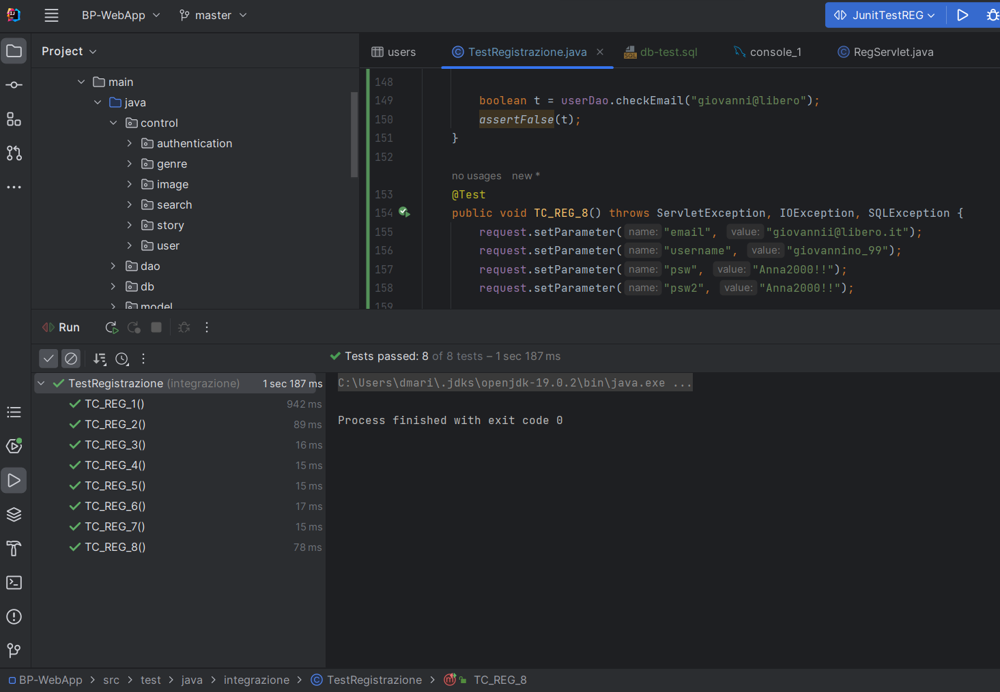 BP-WebApp master JunitTestREG
Project
users TestRegistrazione.java db-test.sql console_1 RegServlet.java
main
java
control
authentication
genre
image
search
story
user
dao
db
model
148
149 boolean t = userDao.checkEmail("giovanni@libero");
150 assertFalse(t);
151 }
152
no usages new *
153 @Test
154 public void TC_REG_8() throws ServletException, IOException, SQLException {
155 request.setParameter( name: "email", value: "giovannii@libero.it");
156 request.setParameter( name: "username", value: "giovannino_99");
157 request.setParameter( name: "psw", value: "Anna2000!!");
158 request.setParameter( name: "psw2", value: "Anna2000!!");
159
Run
Tests passed: 8 of 8 tests – 1 sec 187 ms
TestRegistrazione (integrazione) 1 sec 187 ms
TC_REG_1() 942 ms
TC_REG_2() 89 ms
TC_REG_3() 16 ms
TC_REG_4() 15 ms
TC_REG_5() 15 ms
TC_REG_6() 17 ms
TC_REG_7() 15 ms
TC_REG_8() 78 ms
C:\Users\dmari\.jdks\openjdk-19.0.2\bin\java.exe ...
Process finished with exit code 0
BP-WebApp > src > test > java > integrazione > TestRegistrazione > TC_REG_8